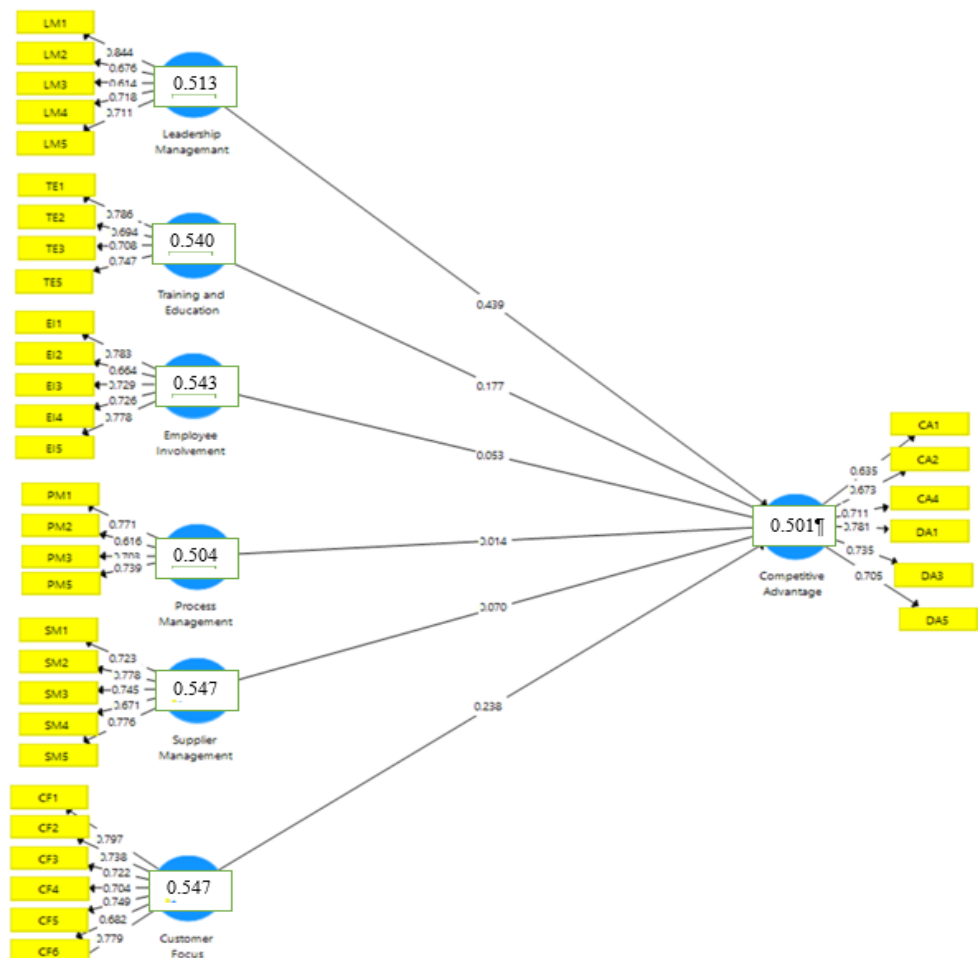 LM1
LM2
LM3
LM4
LM5
0.844
0.676
0.614
0.718
0.711
0.513
Leadership
Managemant
TE1
TE2
TE3
TE5
0.786
0.694
0.708
0.747
0.540
Training and
Education
EI1
EI2
EI3
EI4
EI5
0.783
0.664
0.729
0.726
0.778
0.543
Employee
Involvement
PM1
PM2
PM3
PM5
0.771
0.616
0.703
0.739
0.504
Process
Management
SM1
SM2
SM3
SM4
SM5
0.723
0.778
0.745
0.671
0.776
0.547
Supplier
Management
CF1
CF2
CF3
CF4
CF5
CF6
0.797
0.738
0.722
0.704
0.749
0.682
0.779
0.547
Customer
Focus
0.439
0.177
0.053
0.014
0.070
0.238
0.501¶
Competitive
Advantage
0.635
0.673
0.711
0.781
0.735
0.705
CA1
CA2
CA4
DA1
DA3
DA5